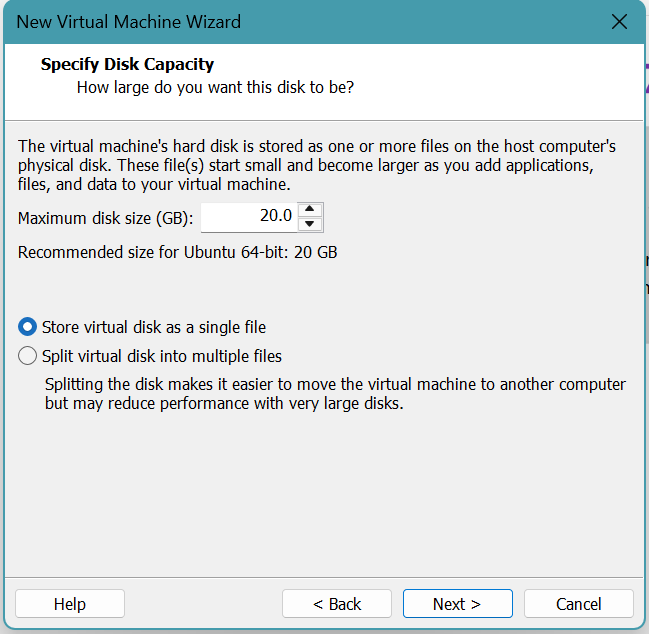 New Virtual Machine Wizard
Specify Disk Capacity
How large do you want this disk to be?
The virtual machine's hard disk is stored as one or more files on the host computer's
physical disk. These file(s) start small and become larger as you add applications,
files, and data to your virtual machine.
Maximum disk size (GB): 20.0
Recommended size for Ubuntu 64-bit: 20 GB
Store virtual disk as a single file
Split virtual disk into multiple files
Splitting the disk makes it easier to move the virtual machine to another computer
but may reduce performance with very large disks.
Help < Back Next > Cancel